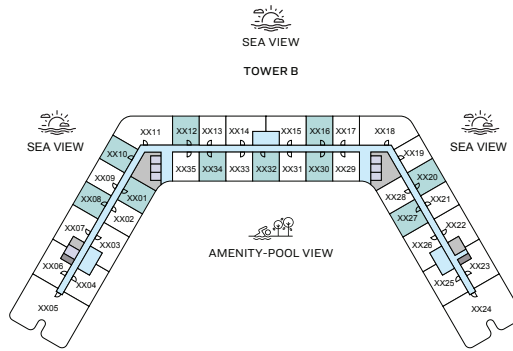 SEA VIEW
TOWER B
SEA VIEW
SEA VIEW
XX11 XX12 XX13 XX14 XX15 XX16 XX17 XX18
XX10 XX35 XX34 XX33 XX32 XX31 XX30 XX29 XX19
XX09 XX01 XX28 XX20
XX08 XX02 XX27 XX21
XX07 XX03 XX26 XX22
XX06 XX04 XX25 XX23
XX05 XX24
AMENITY-POOL VIEW